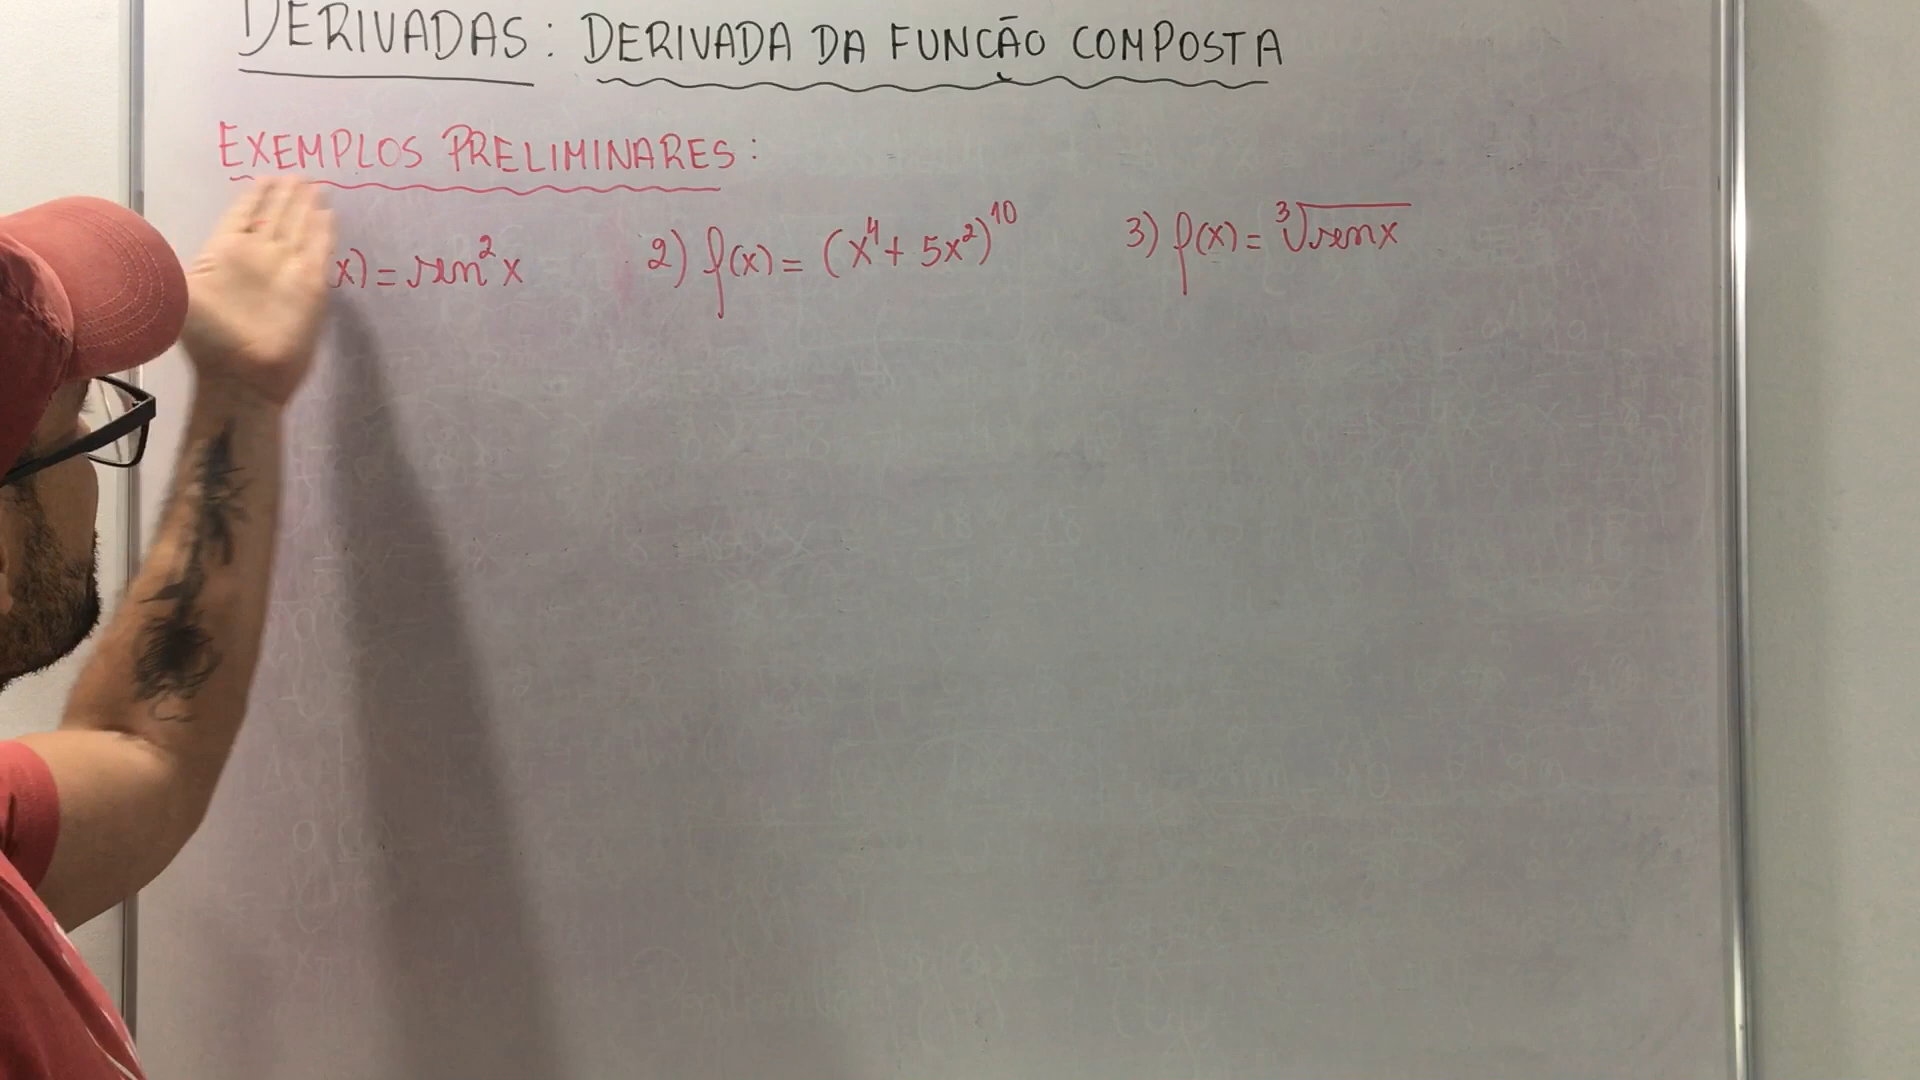 DERIVADAS: DERIVADA DA FUNÇÃO COMPOSTA
EXEMPLOS PRELIMINARES:
x) = sen²x 2) f(x) = (x⁴ + 5x²)¹⁰ 3) f(x) = ∛senx